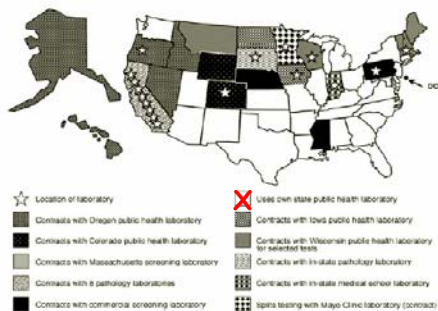 DC
Location of laboratory
Contracts with Oregon public health laboratory
Contracts with Colorado public health laboratory
Contracts with Massachusetts screening laboratory
Contracts with 8 pathology laboratories
Contracts with commercial screening laboratory
Uses own state public health laboratory
Contracts with Iowa public health laboratory
Contracts with Wisconsin public health laboratory
for selected tests
Contracts with in-state pathology laboratory
Contracts with in-state medical school laboratory
Splits testing with Mayo Clinic laboratory (contract)